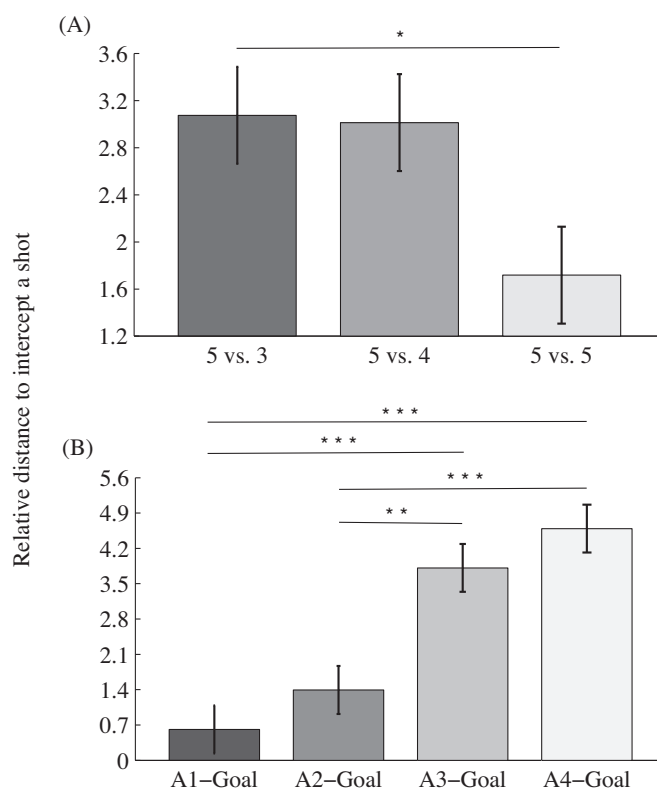 (A)
*
3.6
3.2
2.8
2.4
2
1.6
1.2
5 vs. 3 5 vs. 4 5 vs. 5
Relative distance to intercept a shot
(B)
* * *
* * *
* * *
* *
5.6
4.9
4.2
3.5
2.8
2.1
1.4
0.7
0
A1–Goal A2–Goal A3–Goal A4–Goal